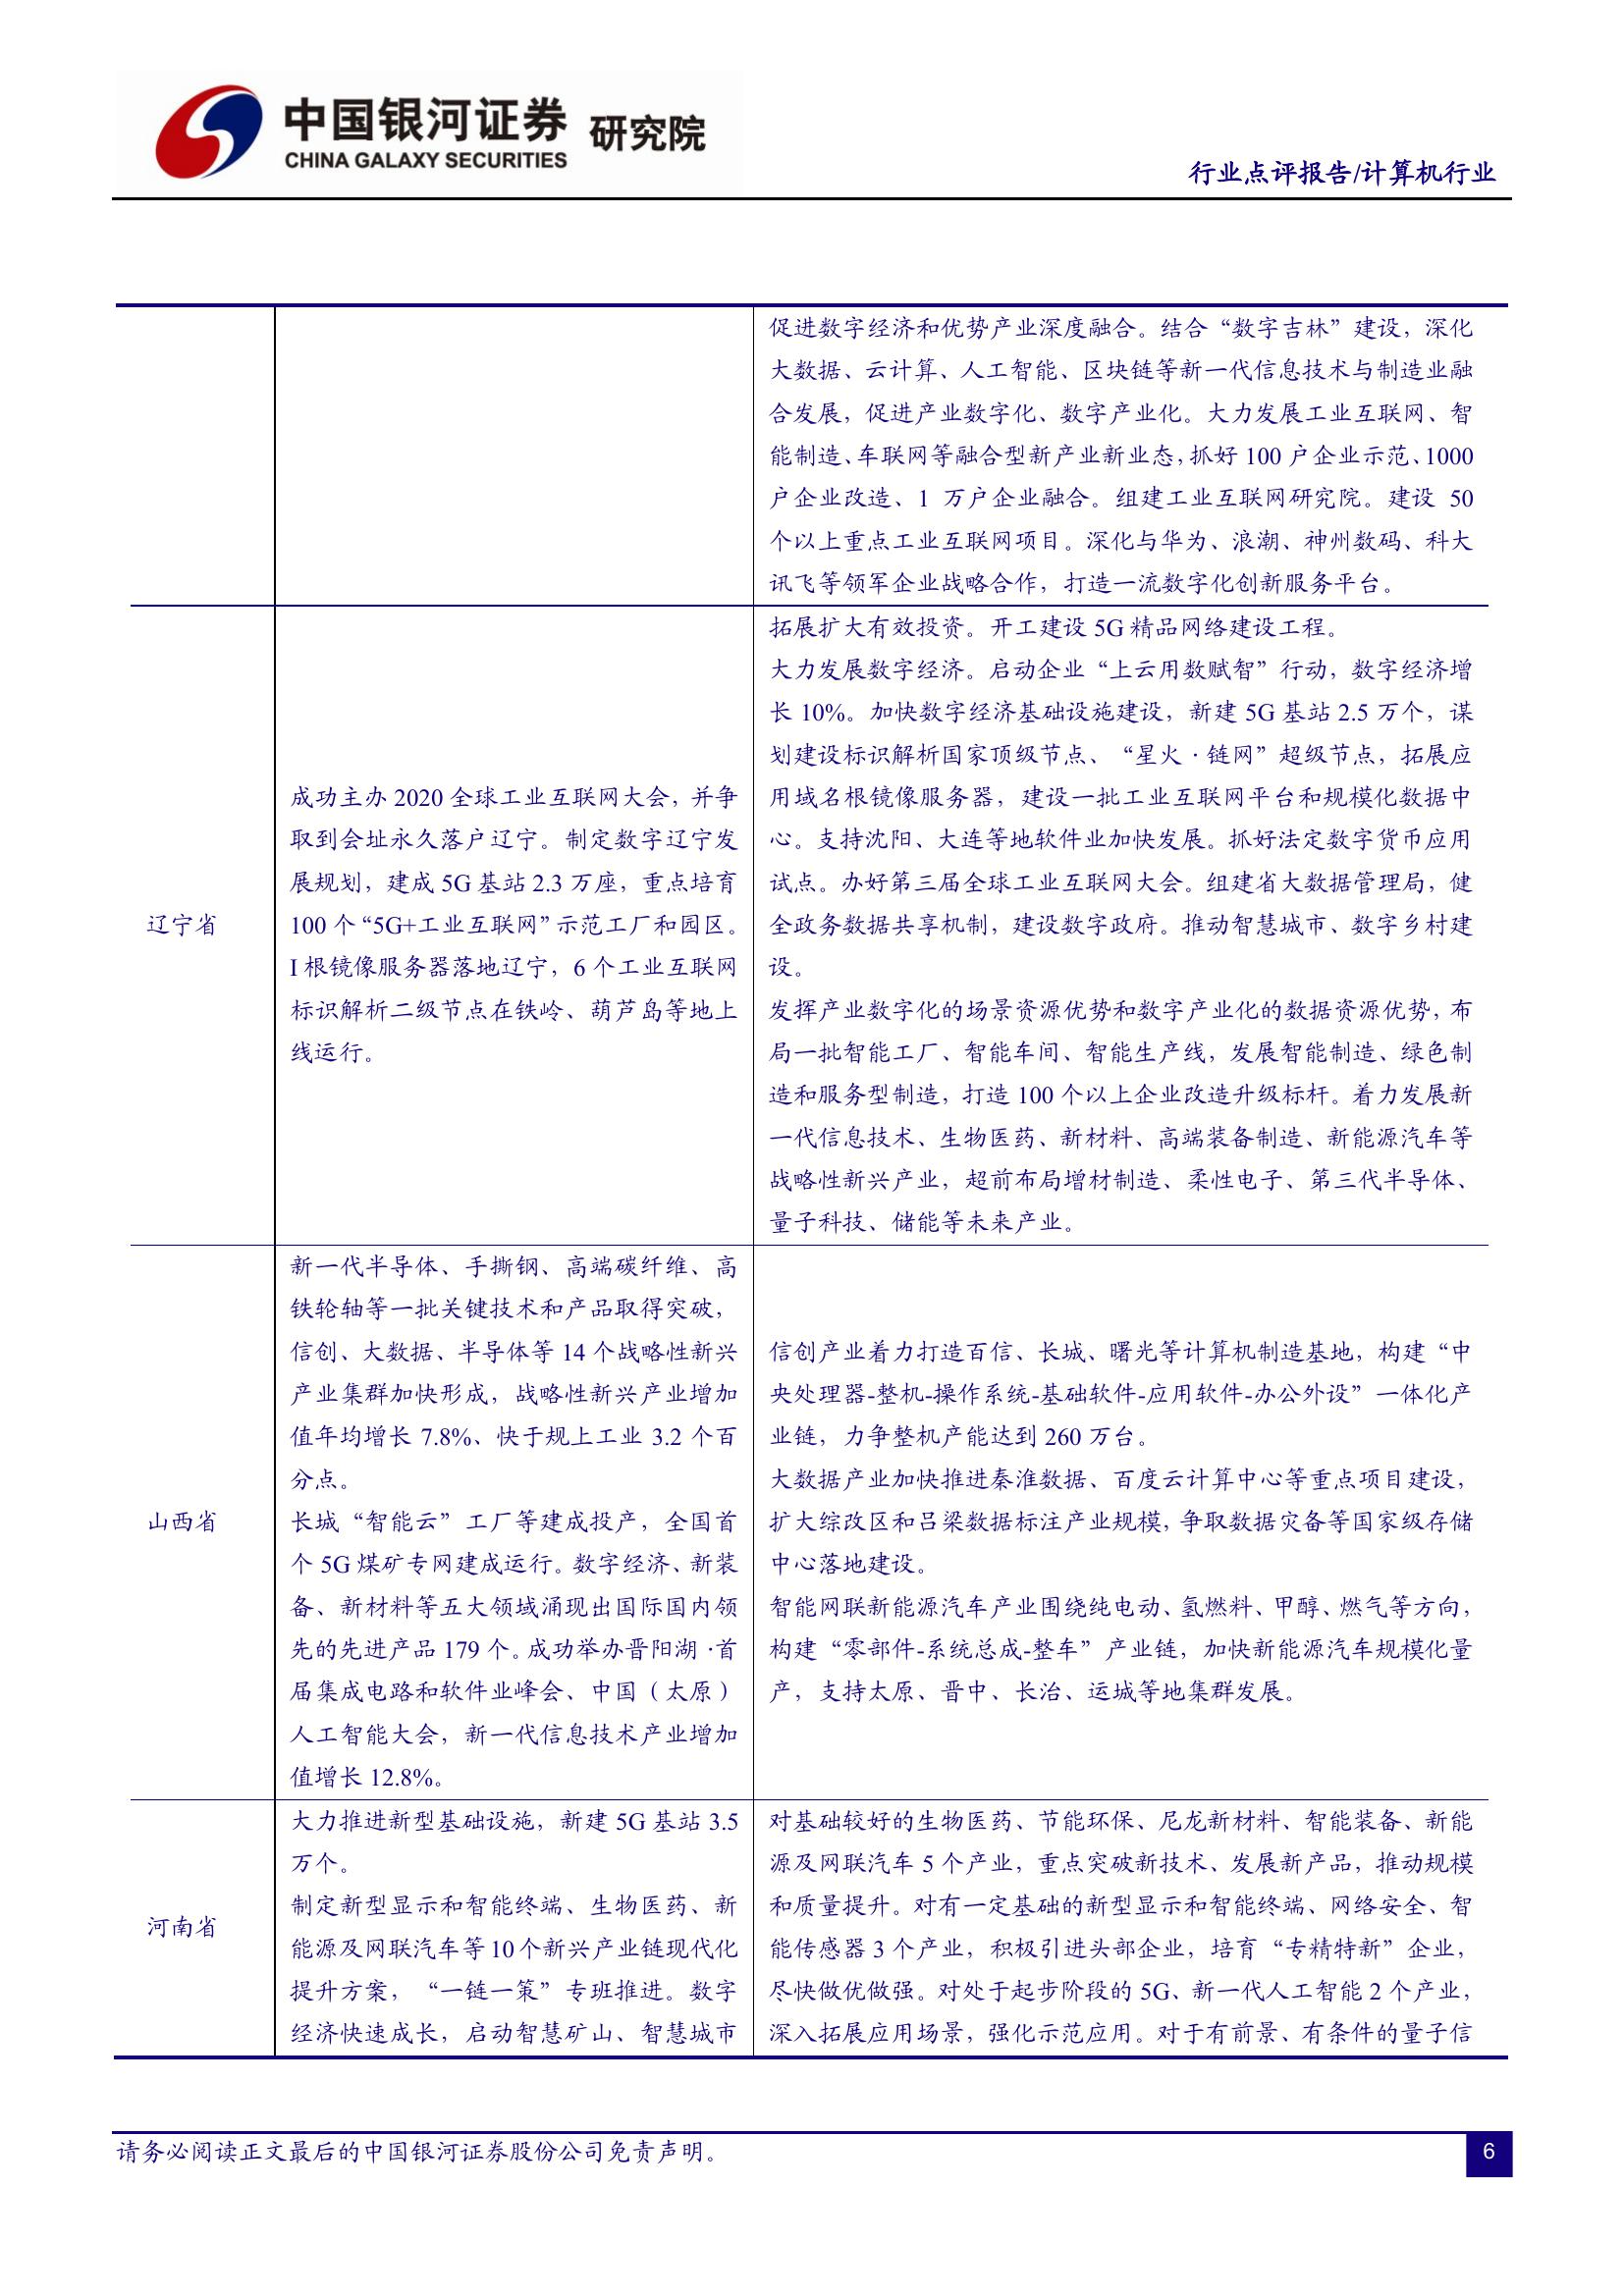 中国银河证券 研究院
CHINA GALAXY SECURITIES
行业点评报告/计算机行业
促进数字经济和优势产业深度融合。结合“数字吉林”建设，深化
大数据、云计算、人工智能、区块链等新一代信息技术与制造业融
合发展，促进产业数字化、数字产业化。大力发展工业互联网、智
能制造、车联网等融合型新产业新业态，抓好 100 户企业示范、1000
户企业改造、1 万户企业融合。组建工业互联网研究院。建设 50
个以上重点工业互联网项目。深化与华为、浪潮、神州数码、科大
讯飞等领军企业战略合作，打造一流数字化创新服务平台。
辽宁省
成功主办 2020 全球工业互联网大会，并争
取到会址永久落户辽宁。制定数字辽宁发
展规划，建成 5G 基站 2.3 万座，重点培育
100 个“5G+工业互联网”示范工厂和园区。
I 根镜像服务器落地辽宁，6 个工业互联网
标识解析二级节点在铁岭、葫芦岛等地上
线运行。
拓展扩大有效投资。开工建设 5G 精品网络建设工程。
大力发展数字经济。启动企业“上云用数赋智”行动，数字经济增
长 10%。加快数字经济基础设施建设，新建 5G 基站 2.5 万个，谋
划建设标识解析国家顶级节点、“星火·链网”超级节点，拓展应
用域名根镜像服务器，建设一批工业互联网平台和规模化数据中
心。支持沈阳、大连等地软件业加快发展。抓好法定数字货币应用
试点。办好第三届全球工业互联网大会。组建省大数据管理局，健
全政务数据共享机制，建设数字政府。推动智慧城市、数字乡村建
设。
发挥产业数字化的场景资源优势和数字产业化的数据资源优势，布
局一批智能工厂、智能车间、智能生产线，发展智能制造、绿色制
造和服务型制造，打造 100 个以上企业改造升级标杆。着力发展新
一代信息技术、生物医药、新材料、高端装备制造、新能源汽车等
战略性新兴产业，超前布局增材制造、柔性电子、第三代半导体、
量子科技、储能等未来产业。
山西省
新一代半导体、手撕钢、高端碳纤维、高
铁轮轴等一批关键技术和产品取得突破，
信创、大数据、半导体等 14 个战略性新兴
产业集群加快形成，战略性新兴产业增加
值年均增长 7.8%、快于规上工业 3.2 个百
分点。
长城“智能云”工厂等建成投产，全国首
个 5G 煤矿专网建成运行。数字经济、新装
备、新材料等五大领域涌现出国际国内领
先的先进产品 179 个。成功举办晋阳湖·首
届集成电路和软件业峰会、中国（太原）
人工智能大会，新一代信息技术产业增加
值增长 12.8%。
信创产业着力打造百信、长城、曙光等计算机制造基地，构建“中
央处理器-整机-操作系统-基础软件-应用软件-办公外设”一体化产
业链，力争整机产能达到 260 万台。
大数据产业加快推进秦淮数据、百度云计算中心等重点项目建设，
扩大综改区和吕梁数据标注产业规模，争取数据灾备等国家级存储
中心落地建设。
智能网联新能源汽车产业围绕纯电动、氢燃料、甲醇、燃气等方向，
构建“零部件-系统总成-整车”产业链，加快新能源汽车规模化量
产，支持太原、晋中、长治、运城等地集群发展。
河南省
大力推进新型基础设施，新建 5G 基站 3.5
万个。
制定新型显示和智能终端、生物医药、新
能源及网联汽车等 10 个新兴产业链现代化
提升方案，“一链一策”专班推进。数字
经济快速成长，启动智慧矿山、智慧城市
对基础较好的生物医药、节能环保、尼龙新材料、智能装备、新能
源及网联汽车 5 个产业，重点突破新技术、发展新产品，推动规模
和质量提升。对有一定基础的新型显示和智能终端、网络安全、智
能传感器 3 个产业，积极引进头部企业，培育“专精特新”企业，
尽快做优做强。对处于起步阶段的 5G、新一代人工智能 2 个产业，
深入拓展应用场景，强化示范应用。对于有前景、有条件的量子信
请务必阅读正文最后的中国银河证券股份公司免责声明。
6